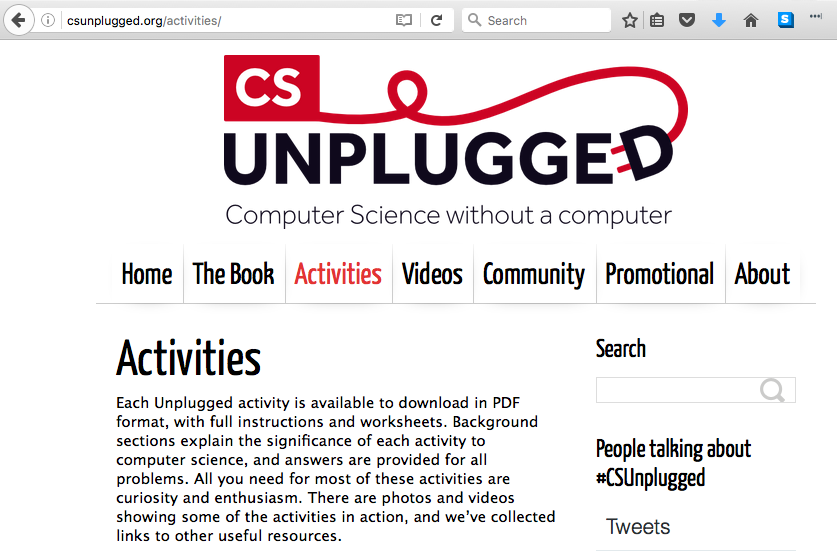 csunplugged.org/activities/
Search
CS
UNPLUGGED
Computer Science without a computer
Home The Book Activities Videos Community Promotional About
Activities
Each Unplugged activity is available to download in PDF
format, with full instructions and worksheets. Background
sections explain the significance of each activity to
computer science, and answers are provided for all
problems. All you need for most of these activities are
curiosity and enthusiasm. There are photos and videos
showing some of the activities in action, and we’ve collected
links to other useful resources.
Search
People talking about
#CSUnplugged
Tweets